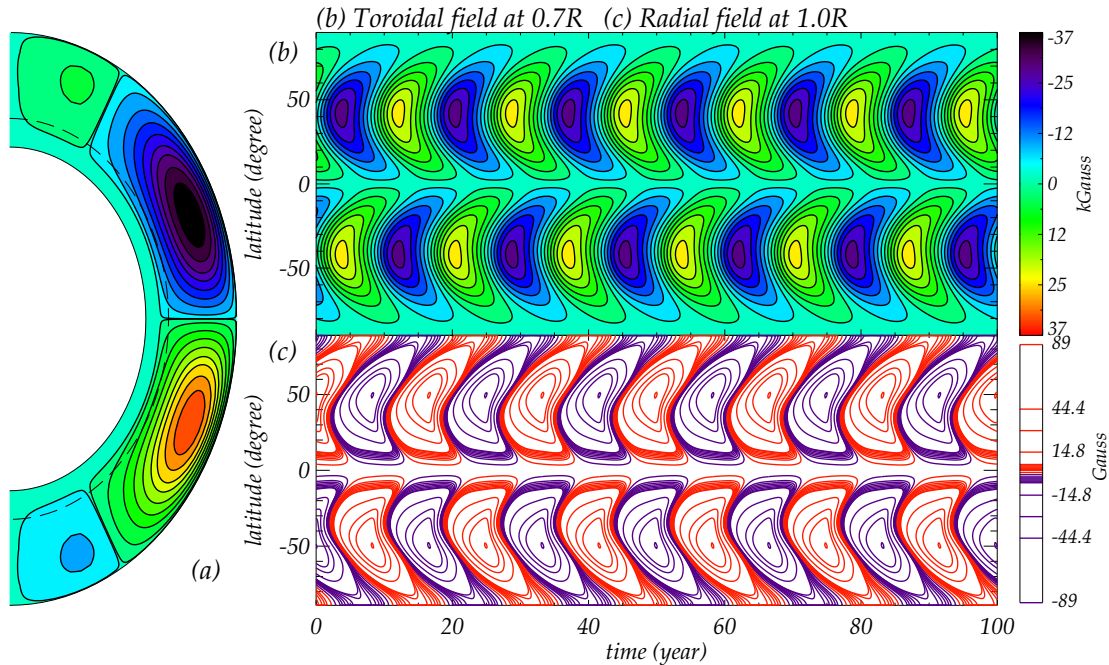 (b) Toroidal field at 0.7R (c) Radial field at 1.0R
(b)
50
0
-50
latitude (degree)
-37
-25
-12
0
12
25
37
kGauss
(c)
50
0
-50
latitude (degree)
89
44.4
14.8
-14.8
-44.4
-89
Gauss
(a)
0
20
40
60
80
100
time (year)